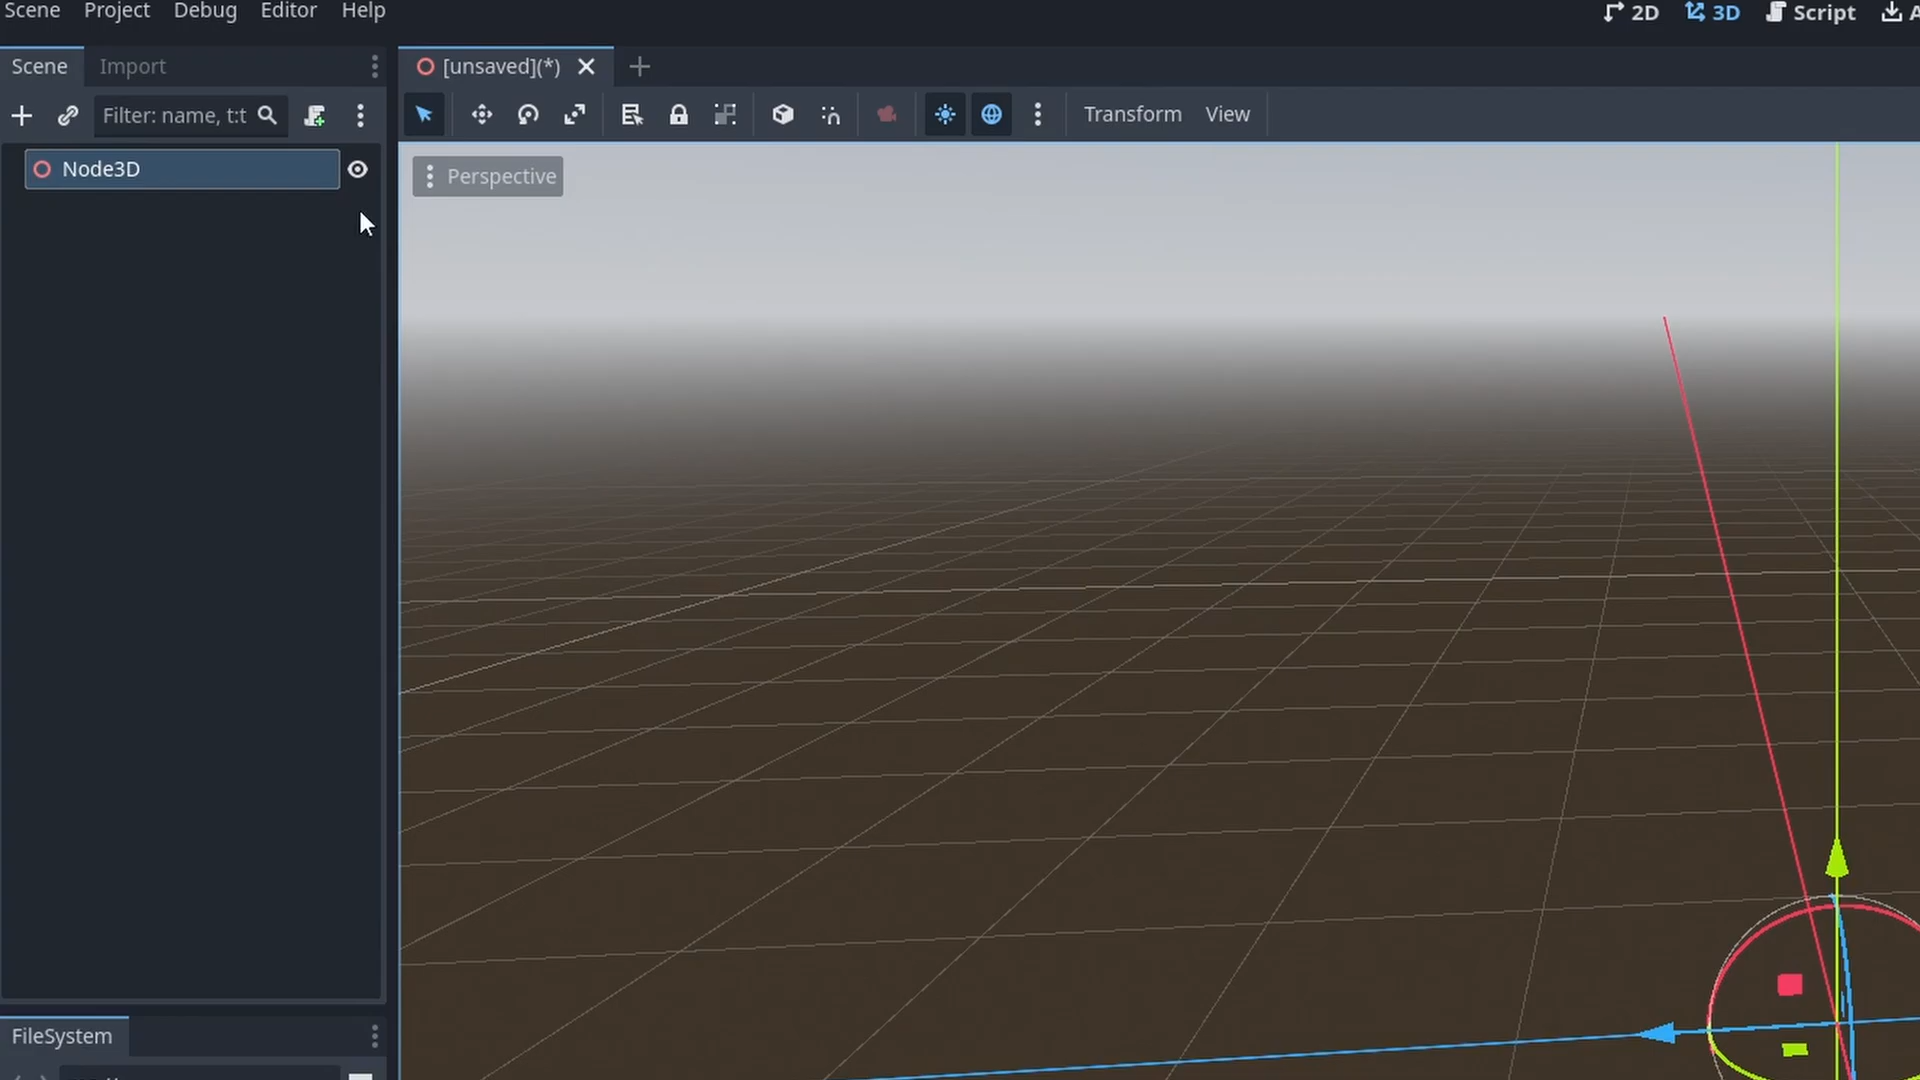 Scene Project Debug Editor Help
2D 3D Script
Scene Import
[unsaved](*)
Filter: name, t:t
Transform View
Node3D
Perspective
FileSystem